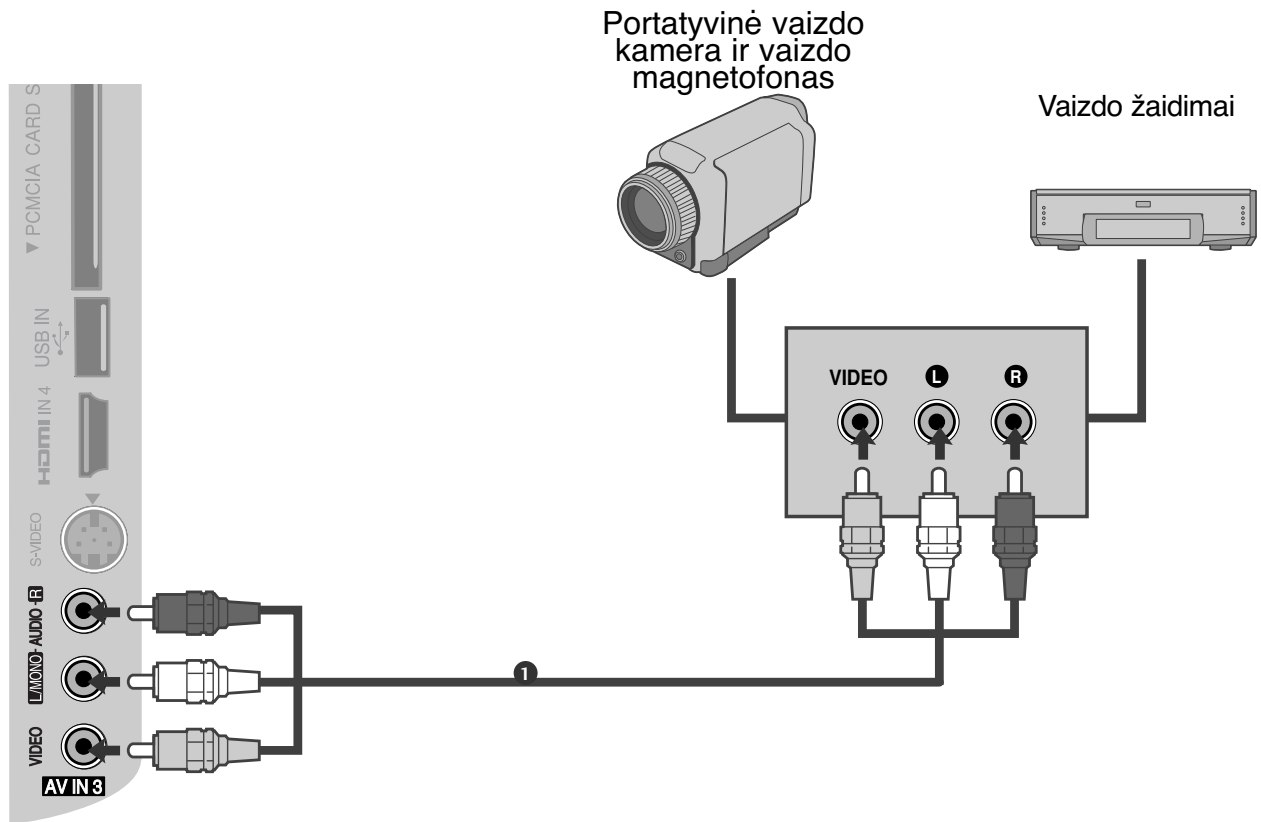 Portatyvinė vaizdo
kamera ir vaizdo
magnetofonas
Vaizdo žaidimai
▼ PCMCIA CARD S
USB IN
HDMI IN 4
S-VIDEO
L/MONO - AUDIO - R
VIDEO
AV IN 3
VIDEO L R
1